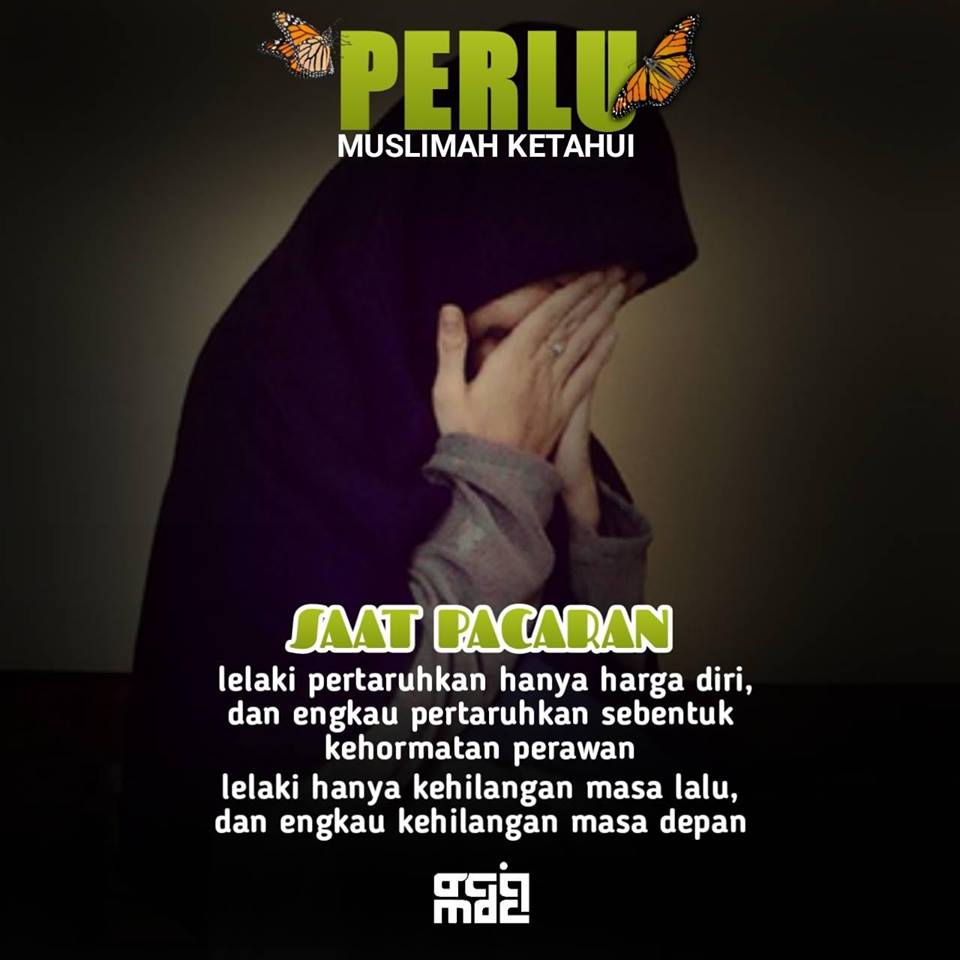 PERLU
MUSLIMAH KETAHUI
SAAT PACARAN
lelaki pertaruhkan hanya harga diri,
dan engkau pertaruhkan sebentuk
kehormatan perawan
lelaki hanya kehilangan masa lalu,
dan engkau kehilangan masa depan